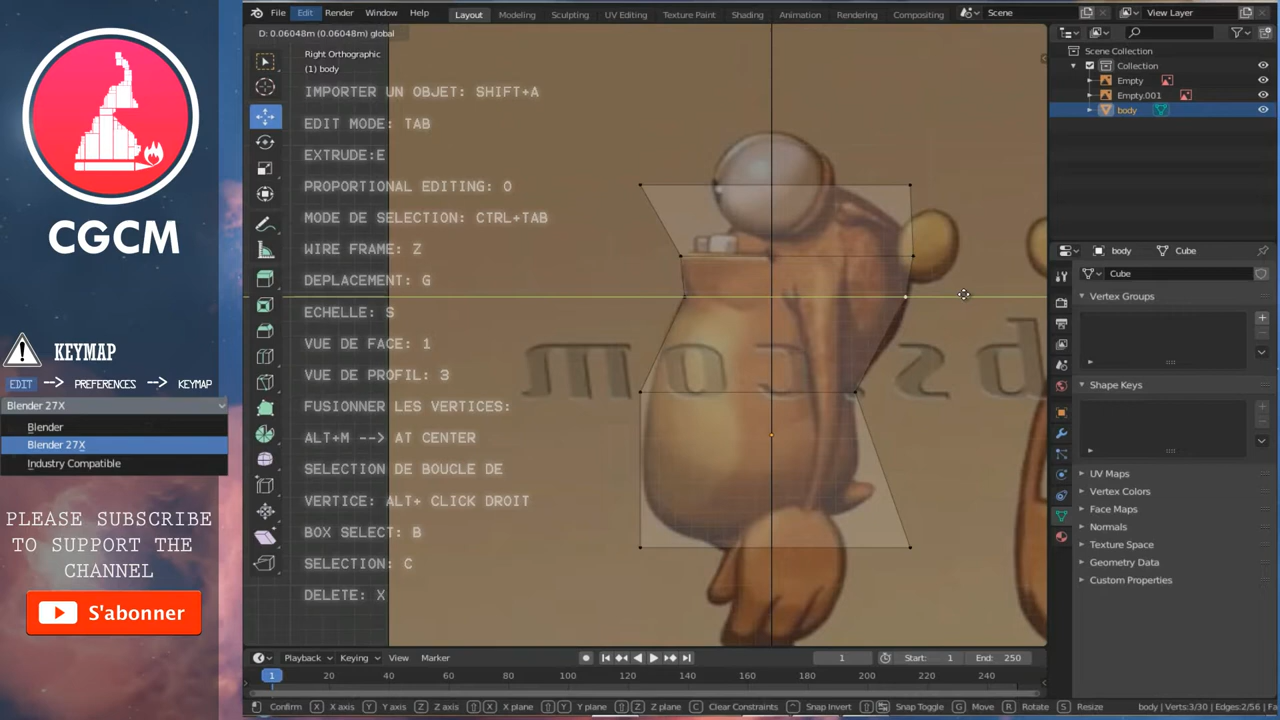 File Edit Render Window Help
Layout Modeling Sculpting UV Editing Texture Paint Shading Animation Rendering Compositing
Scene View Layer
D: 0.06048m (0.06048m) global
Right Orthographic
(1) body
IMPORTER UN OBJET: SHIFT+A
EDIT MODE: TAB
EXTRUDE:E
PROPORTIONAL EDITING: O
MODE DE SELECTION: CTRL+TAB
WIRE FRAME: Z
DEPLACEMENT: G
ECHELLE: S
VUE DE FACE: 1
VUE DE PROFIL: 3
FUSIONNER LES VERTICES:
ALT+M --> AT CENTER
SELECTION DE BOUCLE DE
VERTICE: ALT+ CLICK DROIT
BOX SELECT: B
SELECTION: C
DELETE: X
CGCM
KEYMAP
EDIT --> PREFERENCES --> KEYMAP
Blender 27X
Blender
Blender 27X
Industry Compatible
PLEASE SUBSCRIBE
TO SUPPORT THE
CHANNEL
S'abonner
Scene Collection
Collection
Empty
Empty.001
body
body Cube
Cube
Vertex Groups
Shape Keys
UV Maps
Vertex Colors
Face Maps
Normals
Texture Space
Geometry Data
Custom Properties
Playback Keying View Marker
1 Start: 1 End: 250
1 20 40 60 80 100 120 140 160 180 200 220 240
Confirm X X axis Y Y axis Z Z axis X X plane Y Y plane Z Z plane C Clear Constraints Snap Invert Snap Toggle G Move R Rotate S Resize
body | Verts:3/30 | Edges:2/56 | Fa